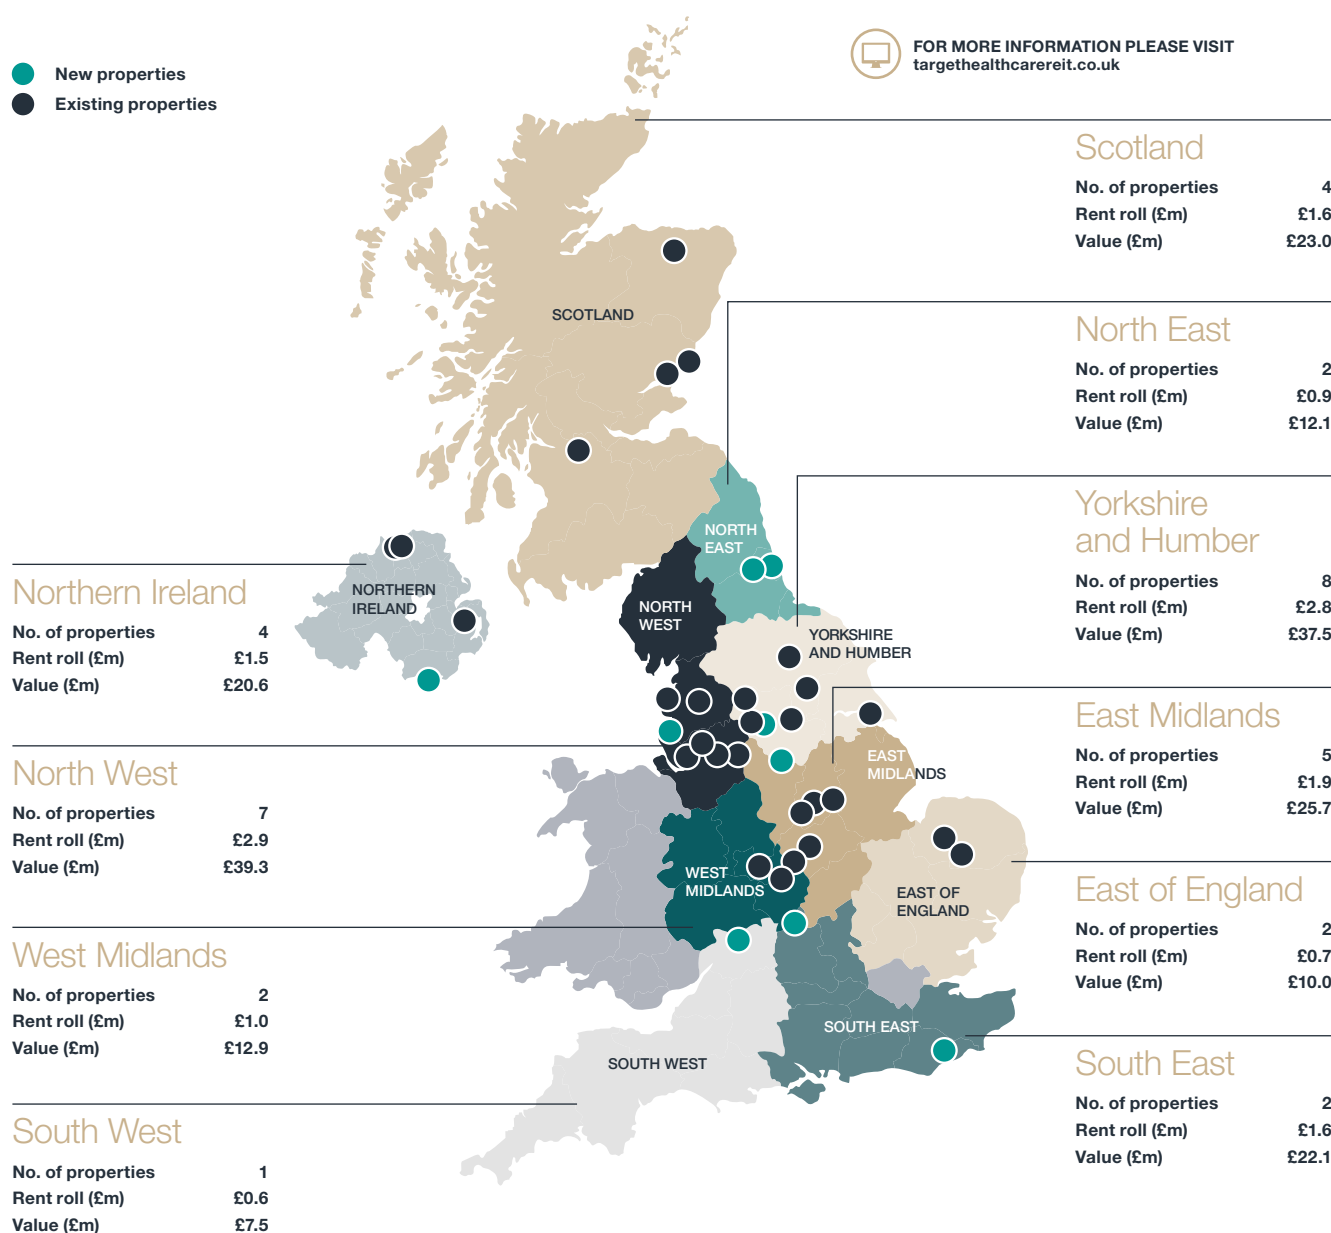 New properties
Existing properties
FOR MORE INFORMATION PLEASE VISIT
targethealthcarereit.co.uk
Scotland
No. of properties 4
Rent roll (£m) £1.6
Value (£m) £23.0
North East
No. of properties 2
Rent roll (£m) £0.9
Value (£m) £12.1
Yorkshire
and Humber
No. of properties 8
Rent roll (£m) £2.8
Value (£m) £37.5
East Midlands
No. of properties 5
Rent roll (£m) £1.9
Value (£m) £25.7
East of England
No. of properties 2
Rent roll (£m) £0.7
Value (£m) £10.0
South East
No. of properties 2
Rent roll (£m) £1.6
Value (£m) £22.1
Northern Ireland
No. of properties 4
Rent roll (£m) £1.5
Value (£m) £20.6
North West
No. of properties 7
Rent roll (£m) £2.9
Value (£m) £39.3
West Midlands
No. of properties 2
Rent roll (£m) £1.0
Value (£m) £12.9
South West
No. of properties 1
Rent roll (£m) £0.6
Value (£m) £7.5
SCOTLAND
NORTH
EAST
NORTHERN
IRELAND
NORTH
WEST
YORKSHIRE
AND HUMBER
EAST
MIDLANDS
WEST
MIDLANDS
EAST OF
ENGLAND
SOUTH EAST
SOUTH WEST